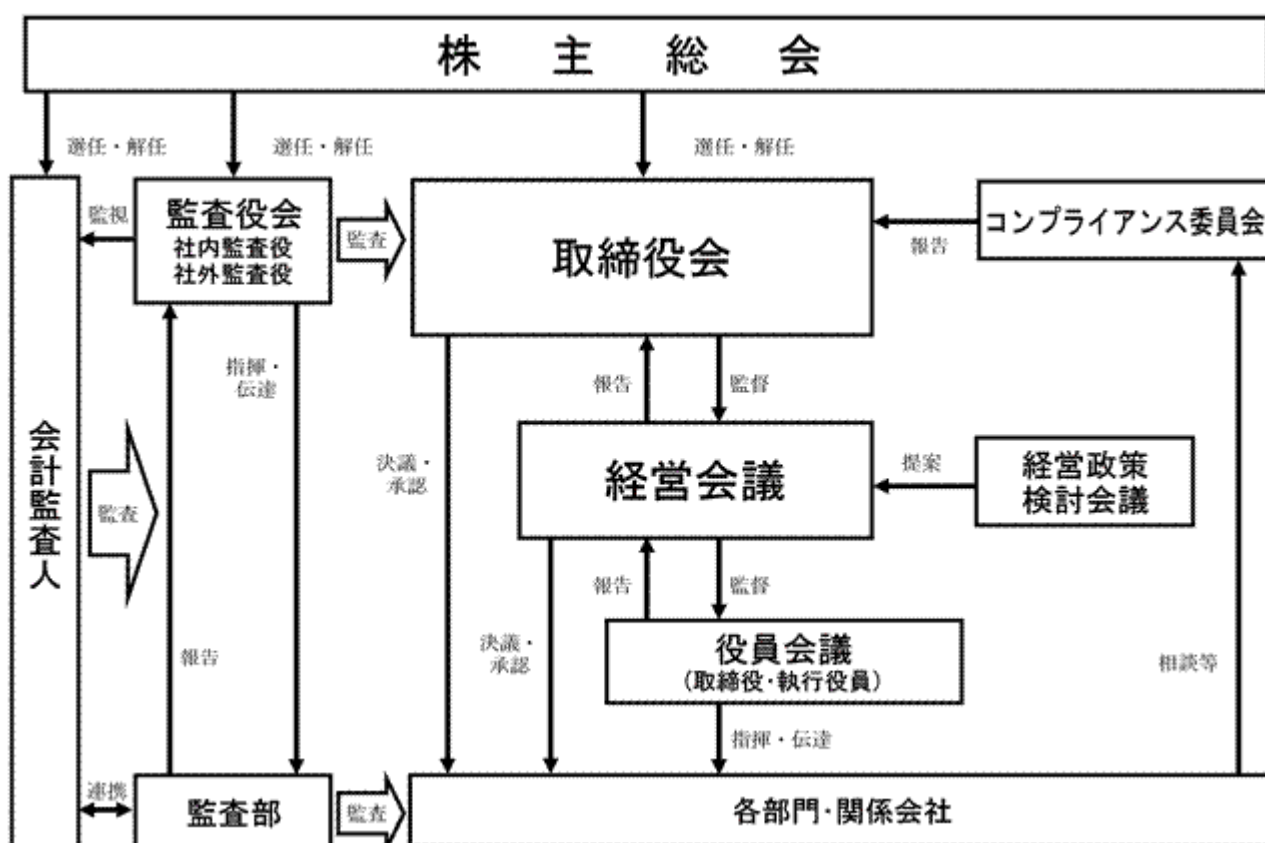 株主総会
選任・解任
選任・解任
選任・解任
監視
監査役会
社内監査役
社外監査役
監査
取締役会
報告
コンプライアンス委員会
指揮・
伝達
報告
監督
会計監査人
監査
決議・
承認
経営会議
提案
経営政策
検討会議
報告
監督
報告
決議・
承認
役員会議
(取締役・執行役員)
相談等
指揮・伝達
連携
監査部
監査
各部門・関係会社